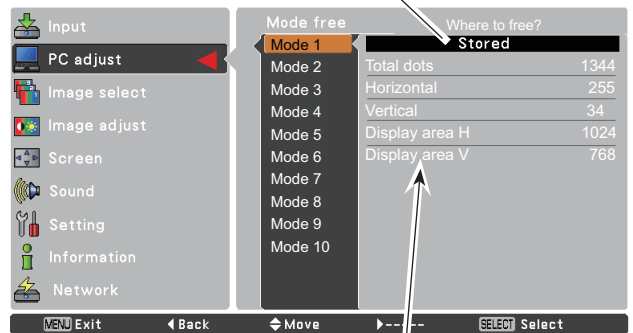 Input
PC adjust
Image select
Image adjust
Screen
Sound
Setting
Information
Network
Mode free
Mode 1
Mode 2
Mode 3
Mode 4
Mode 5
Mode 6
Mode 7
Mode 8
Mode 9
Mode 10
Where to free?
Stored
Total dots 1344
Horizontal 255
Vertical 34
Display area H 1024
Display area V 768
MENU Exit Back Move ----- SELECT Select